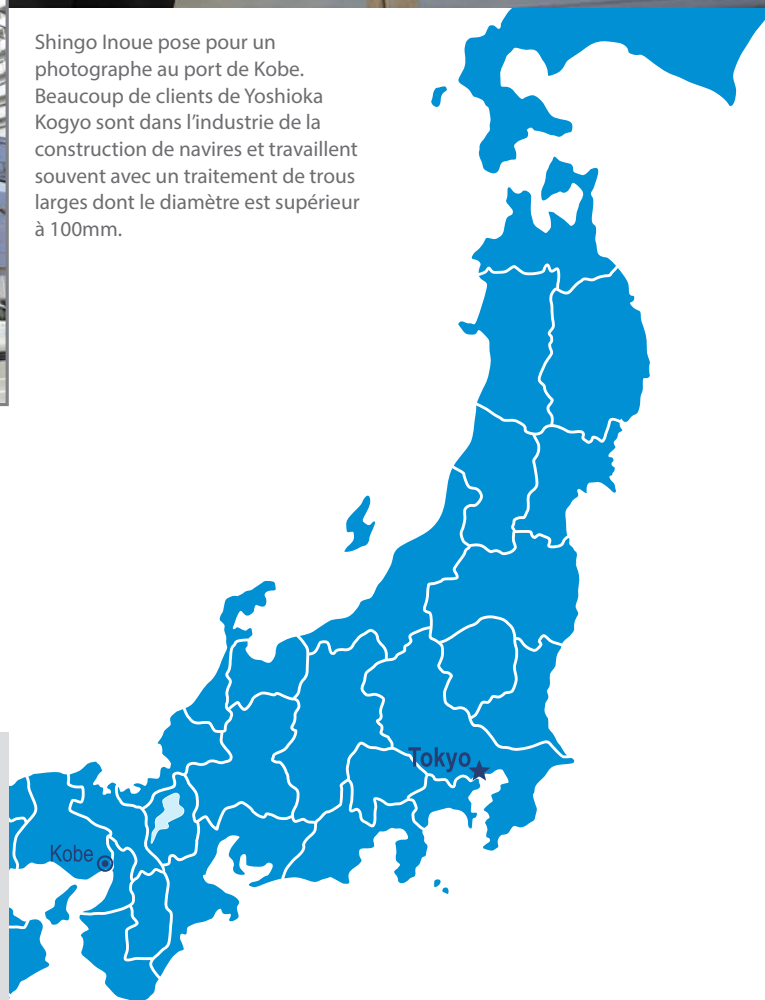 Shingo Inoue pose pour un
photographe au port de Kobe.
Beaucoup de clients de Yoshioka
Kogyo sont dans l’industrie de la
construction de navires et travaillent
souvent avec un traitement de trous
larges dont le diamètre est supérieur
à 100mm.
Tokyo
Kobe